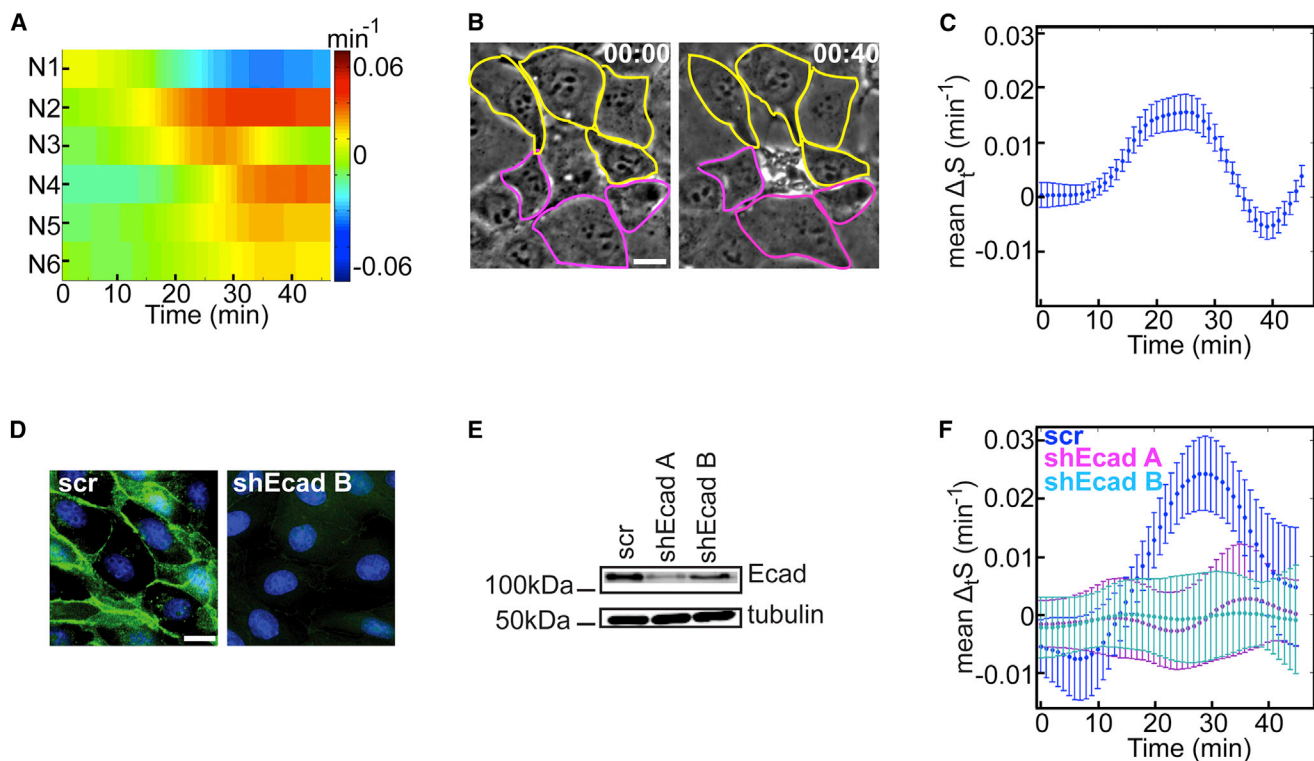 A
min⁻¹
N1
N2
N3
N4
N5
N6
0.06
0
-0.06
0 10 20 30 40
Time (min)
B
00:00
00:40
C
mean ΔtS (min⁻¹)
0.03
0.02
0.01
0
-0.01
0 10 20 30 40
Time (min)
D
scr
shEcad B
E
scr
shEcad A
shEcad B
100kDa
Ecad
50kDa
tubulin
F
scr
shEcad A
shEcad B
mean ΔtS (min⁻¹)
0.03
0.02
0.01
0
-0.01
0 10 20 30 40
Time (min)